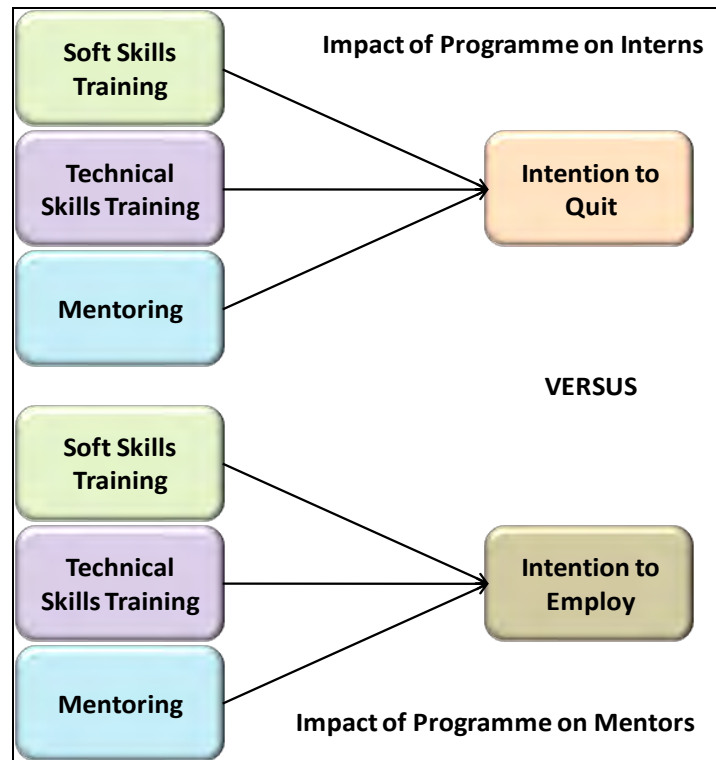 Impact of Programme on Interns
Soft Skills
Training
Technical
Skills Training
Mentoring
Intention to
Quit
VERSUS
Soft Skills
Training
Technical
Skills Training
Mentoring
Intention to
Employ
Impact of Programme on Mentors